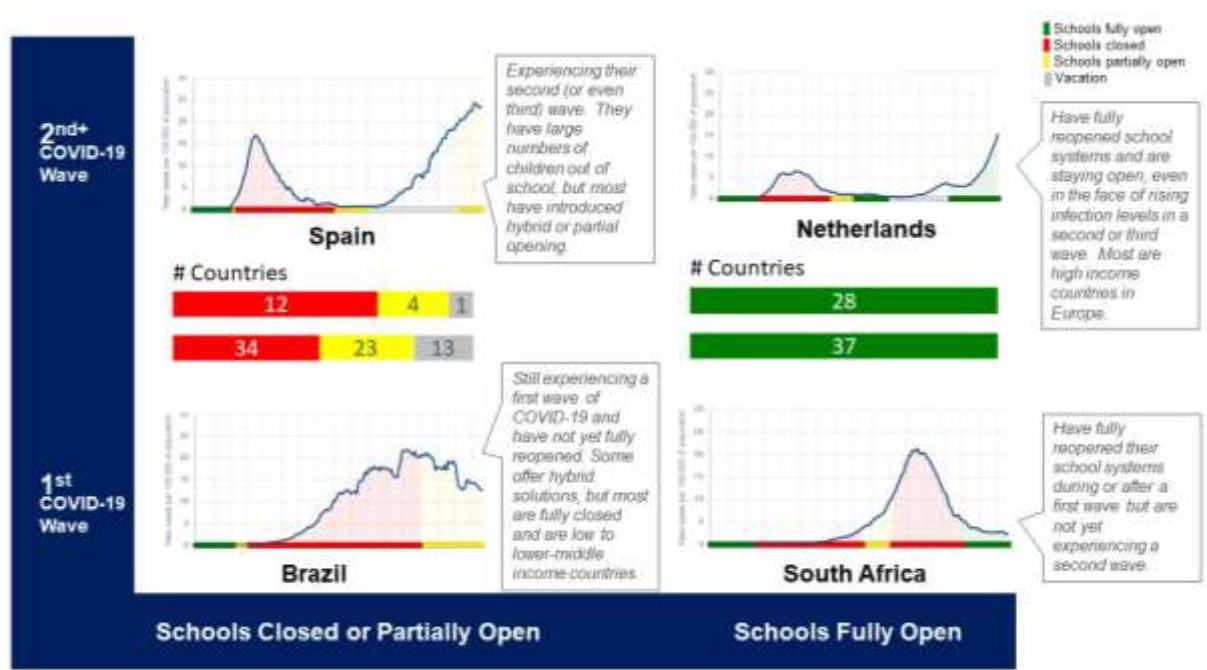 Schools fully open
Schools closed
Schools partially open
Vacation
2nd+
COVID-19
Wave
Experiencing their
second (or even
third) wave. They
have large
numbers of
children out of
school, but most
have introduced
hybrid or partial
opening.
Spain
Have fully
reopened school
systems and are
staying open, even
in the face of rising
infection levels in a
second or third
wave. Most are
high income
countries in
Europe.
Netherlands
# Countries
12 4 1
34 23 13
# Countries
28
37
1st
COVID-19
Wave
Still experiencing a
first wave of
COVID-19 and
have not yet fully
reopened. Some
offer hybrid
solutions, but most
are fully closed
and are low to
lower-middle
income countries.
Brazil
Have fully
reopened their
school systems
during or after a
first wave but are
not yet
experiencing a
second wave.
South Africa
Schools Closed or Partially Open
Schools Fully Open